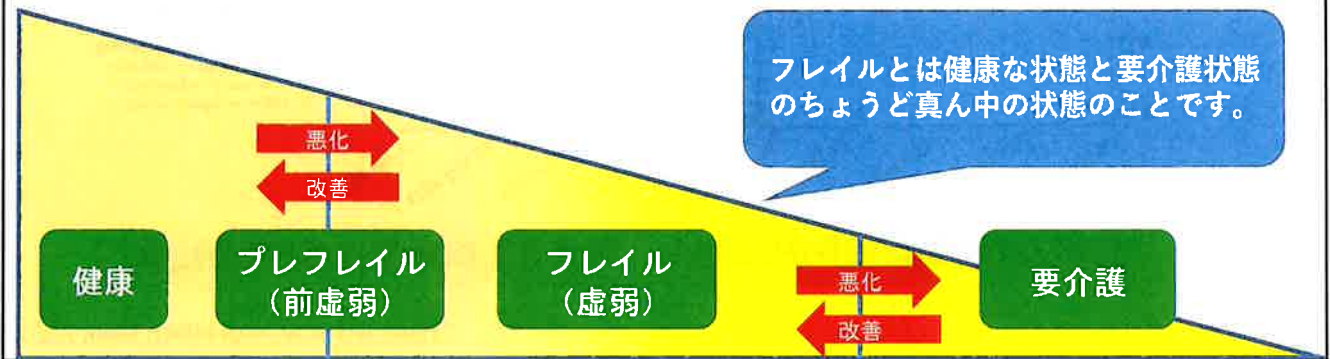 フレイルとは健康な状態と要介護状態
のちょうど真ん中の状態のことです。
悪化
改善
健康
プレフレイル
（前虚弱）
フレイル
（虚弱）
悪化
改善
要介護